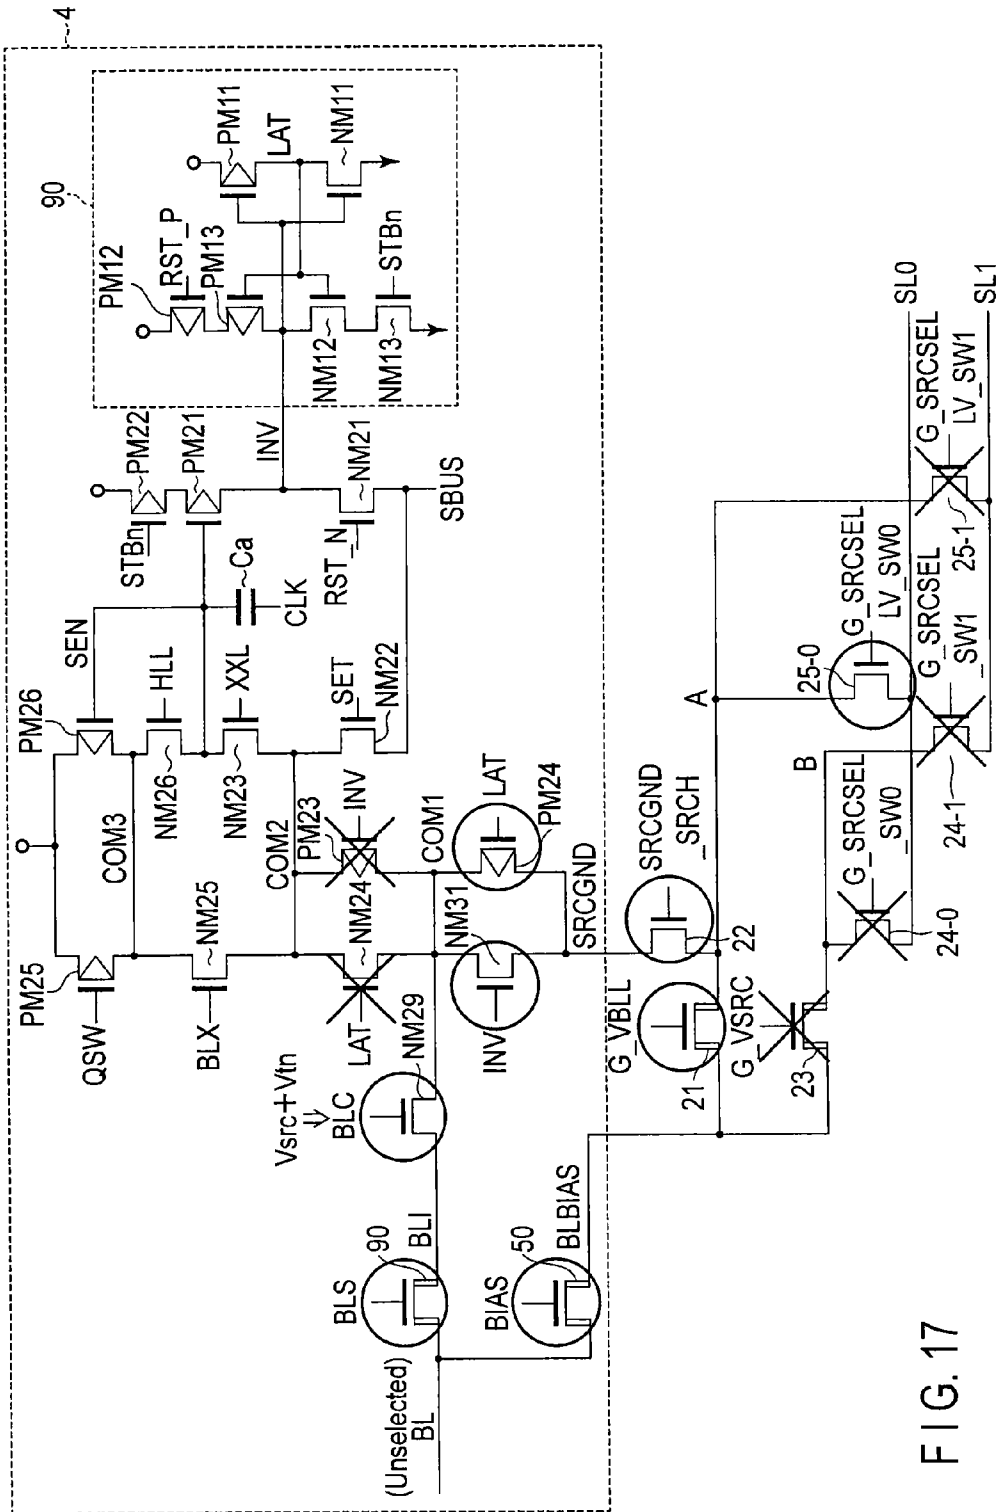 4
90
PM12
RST_P
PM13
NM12
NM13
STBn
PM11
LAT
NM11
STBn
PM22
PM21
INV
Ca
CLK
RST_N
NM21
SBUS
PM26
SEN
HLL
NM26
XXL
NM23
SET
NM22
COM3
PM25
QSW
NM25
BLX
COM2
PM23
INV
NM24
LAT
COM1
LAT
PM24
NM31
INV
SRCGND
Vsrc+Vtn
⇓
BLC
NM29
BLS
90
BLI
(Unselected)
BL
BIAS
50
BLBIAS
SRCGND
_SRCH
22
G_VBLL
21
G_VSRC
23
A
B
25-0
G_SRCSEL
LV_SW0
G_SRCSEL
LV_SW1
25-1
G_SRCSEL
_SW0
24-0
G_SRCSEL
_SW1
24-1
SL0
SL1
FIG. 17